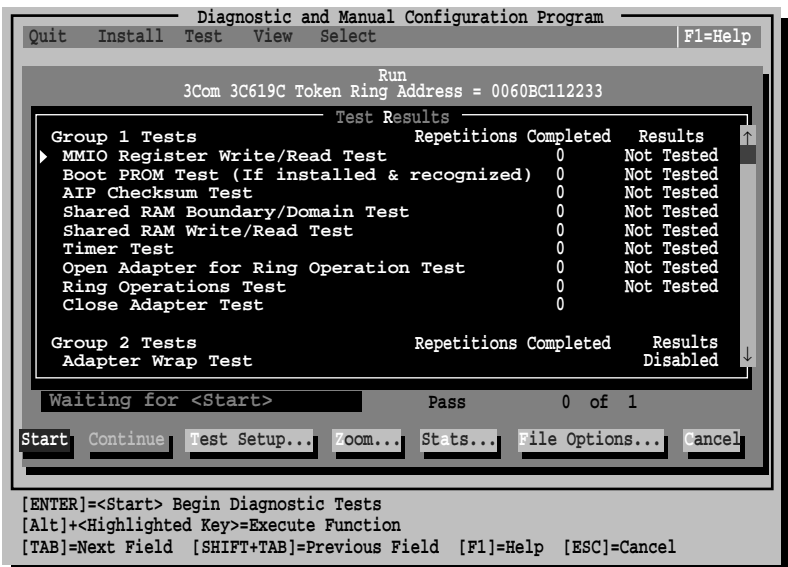 Diagnostic and Manual Configuration Program
Quit Install Test View Select F1=Help
Run
3Com 3C619C Token Ring Address = 0060BC112233
Test Results
Group 1 Tests Repetitions Completed Results ↑
MMIO Register Write/Read Test 0 Not Tested
Boot PROM Test (If installed & recognized) 0 Not Tested
AIP Checksum Test 0 Not Tested
Shared RAM Boundary/Domain Test 0 Not Tested
Shared RAM Write/Read Test 0 Not Tested
Timer Test 0 Not Tested
Open Adapter for Ring Operation Test 0 Not Tested
Ring Operations Test 0 Not Tested
Close Adapter Test 0
Group 2 Tests Repetitions Completed Results
Adapter Wrap Test Disabled ↓
Waiting for <Start> Pass 0 of 1
Start Continue Test Setup... Zoom... Stats... File Options... Cancel
[ENTER]=<Start> Begin Diagnostic Tests
[Alt]+<Highlighted Key>=Execute Function
[TAB]=Next Field [SHIFT+TAB]=Previous Field [F1]=Help [ESC]=Cancel